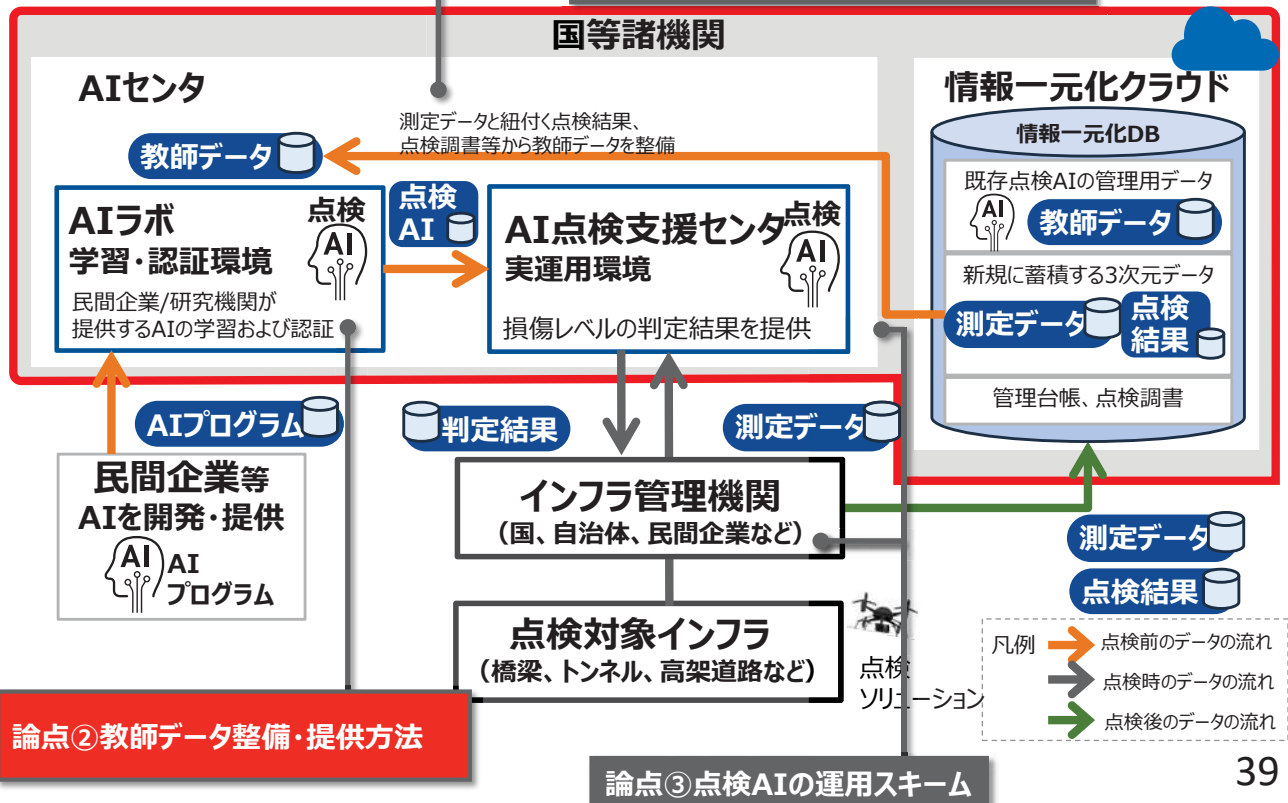 国等諸機関
AIセンタ
測定データと紐付く点検結果、
点検調書等から教師データを整備
教師データ
AIラボ
学習・認証環境
民間企業/研究機関が
提供するAIの学習および認証
点検
AI
点検
AI
AI点検支援センタ
実運用環境
損傷レベルの判定結果を提供
点検
AI
情報一元化クラウド
情報一元化DB
既存点検AIの管理用データ
AI
教師データ
新規に蓄積する3次元データ
測定データ
点検
結果
管理台帳、点検調書
AIプログラム
判定結果
測定データ
民間企業等
AIを開発・提供
AI
AI
プログラム
インフラ管理機関
(国、自治体、民間企業など)
測定データ
点検結果
点検対象インフラ
(橋梁、トンネル、高架道路など)
点検
ソリューション
凡例
点検前のデータの流れ
点検時のデータの流れ
点検後のデータの流れ
論点②教師データ整備・提供方法
論点③点検AIの運用スキーム
39